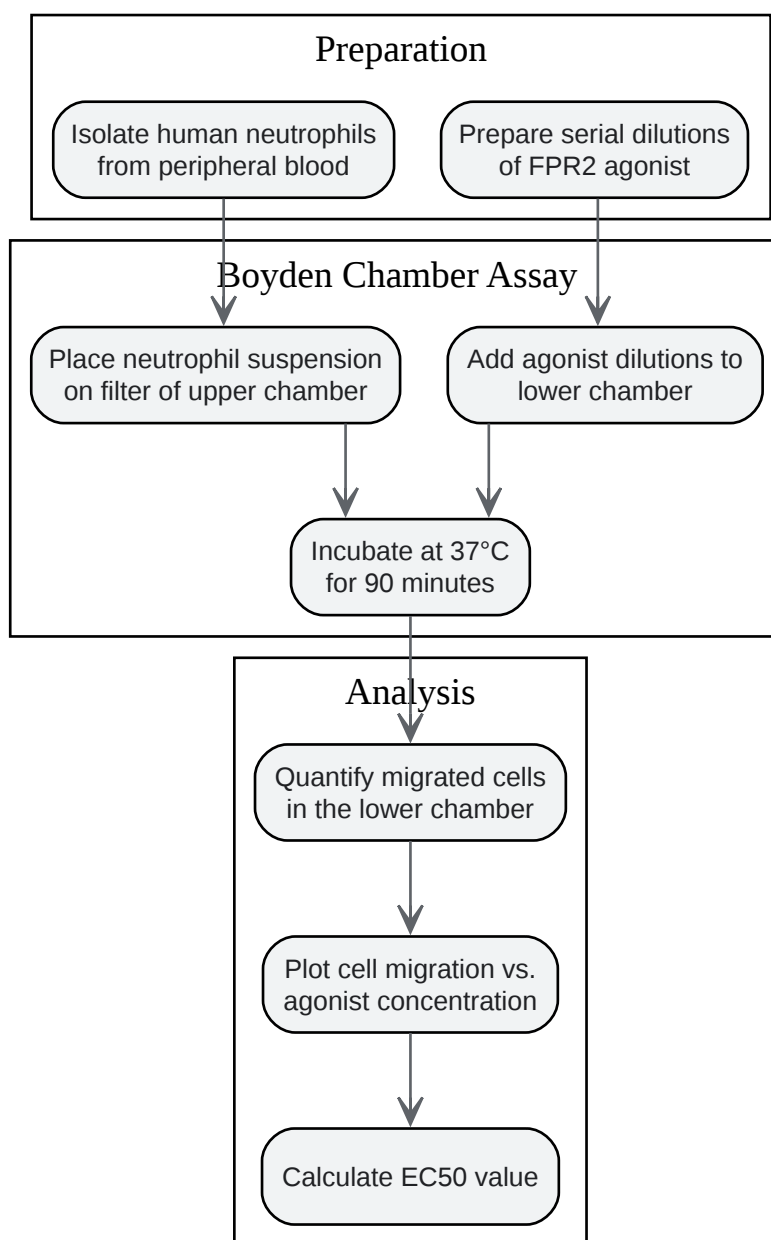 Preparation
Isolate human neutrophils
from peripheral blood
Prepare serial dilutions
of FPR2 agonist
Boyden Chamber Assay
Place neutrophil suspension
on filter of upper chamber
Add agonist dilutions to
lower chamber
Incubate at 37°C
for 90 minutes
Analysis
Quantify migrated cells
in the lower chamber
Plot cell migration vs.
agonist concentration
Calculate EC50 value